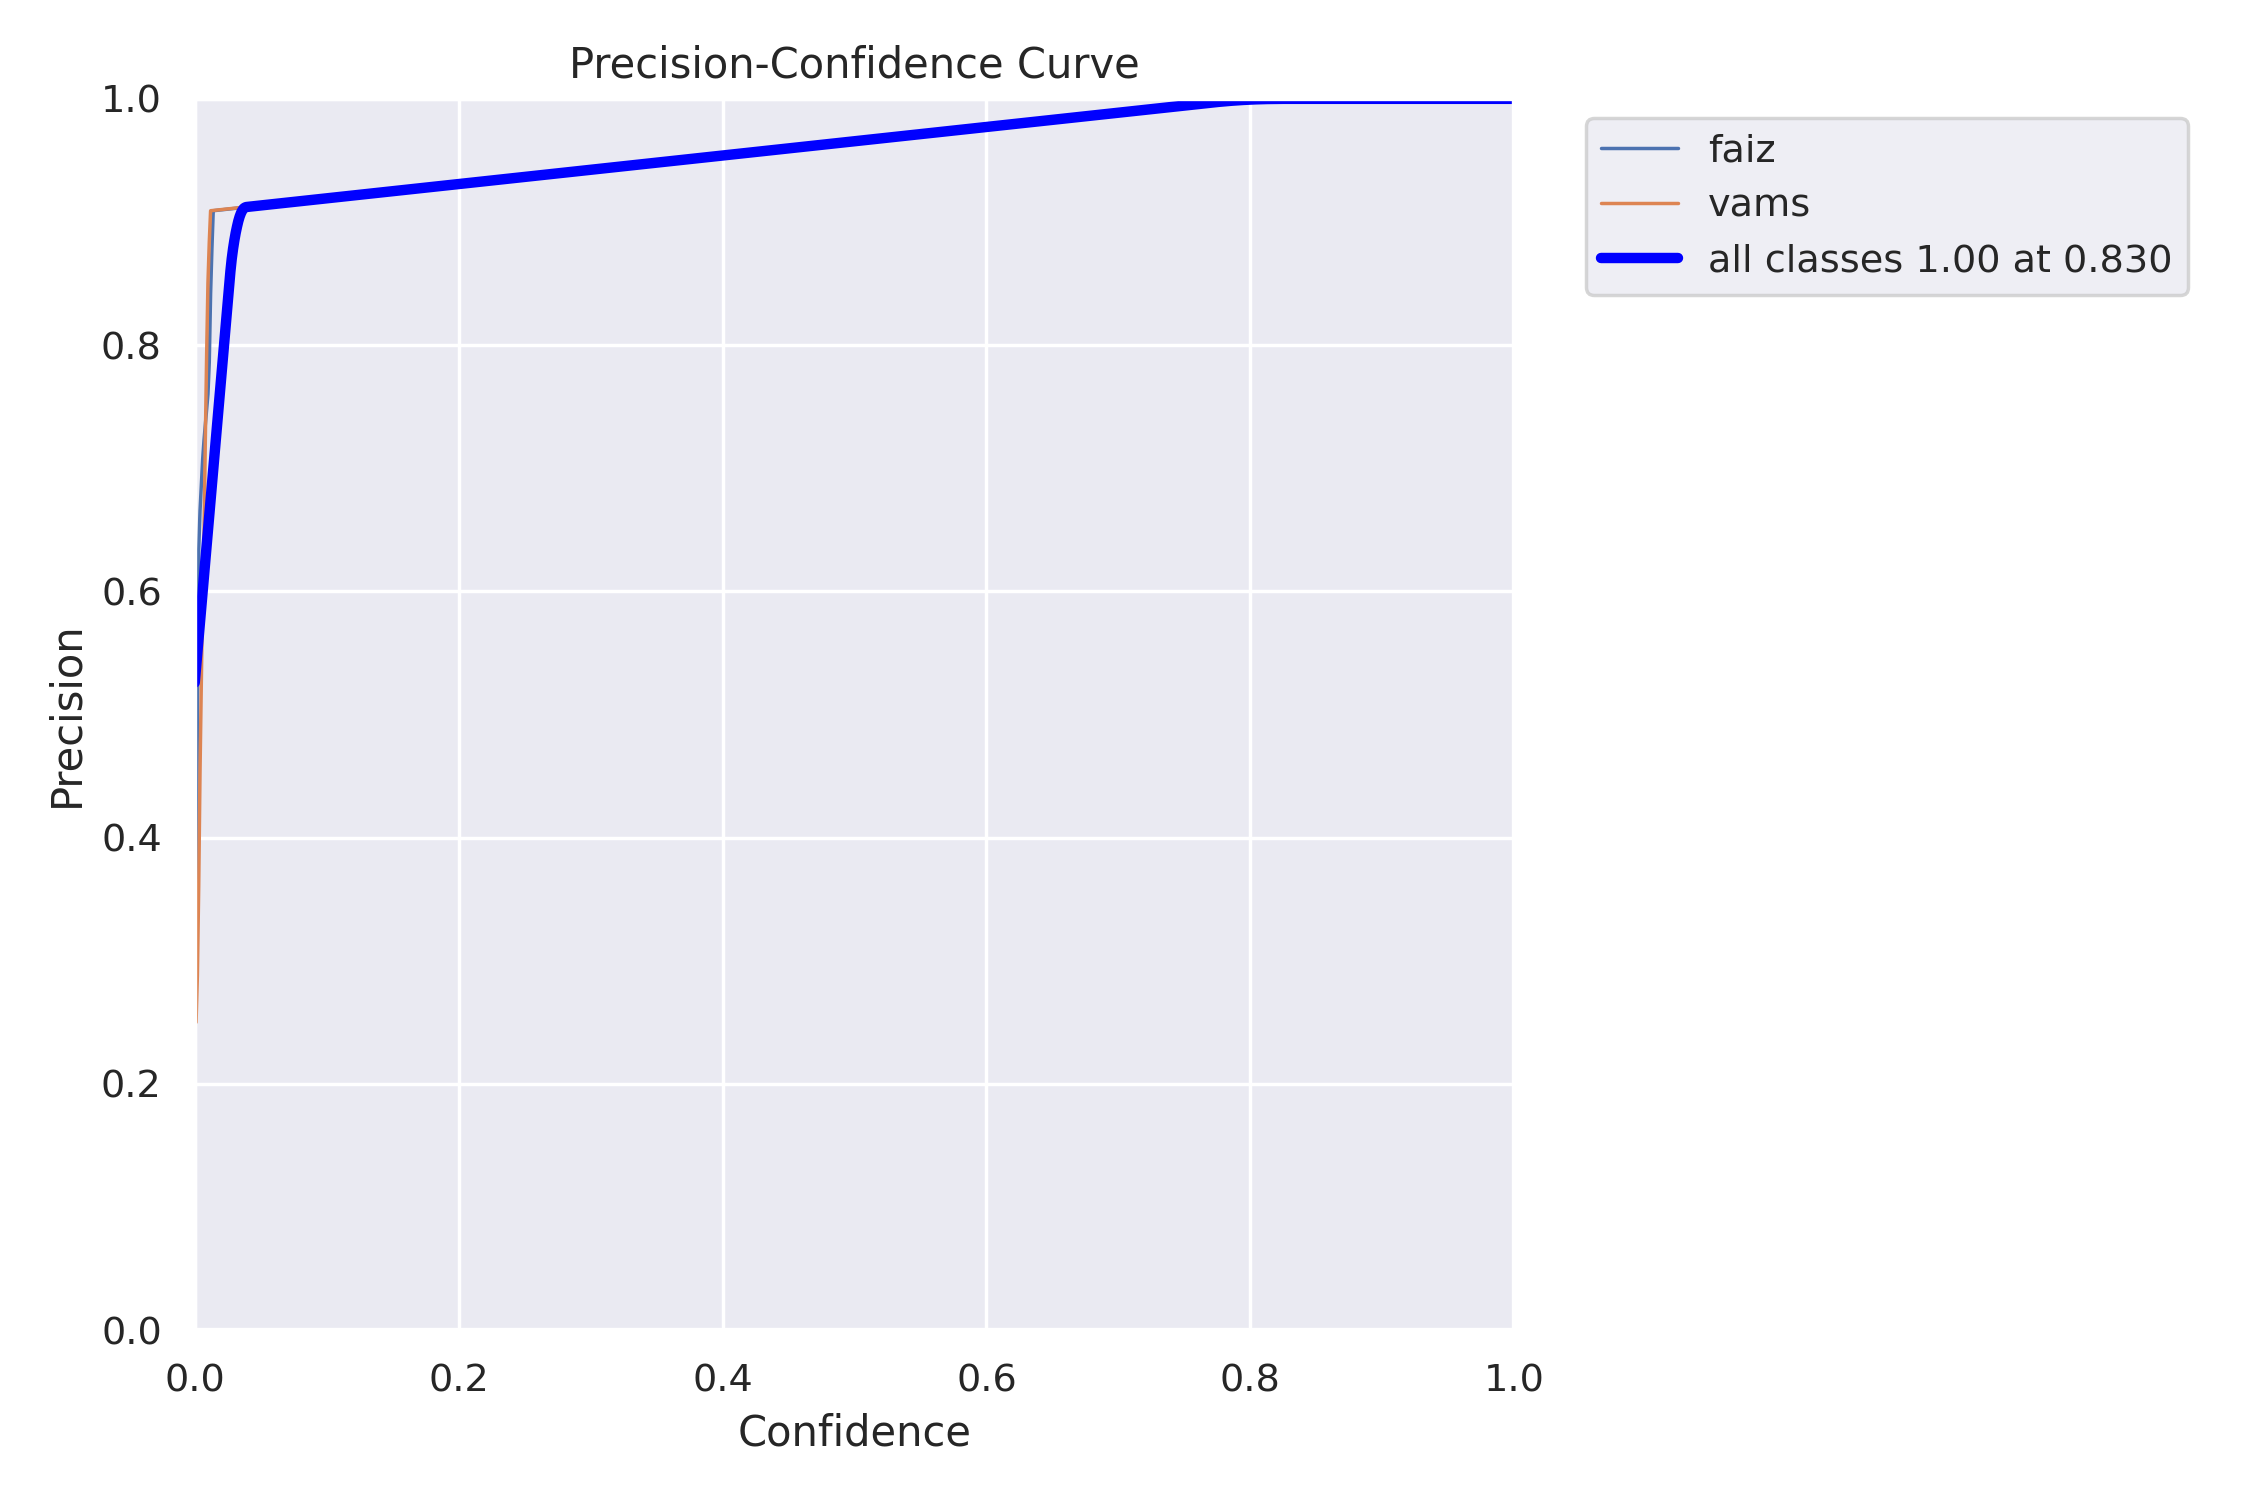 Precision-Confidence Curve
1.0
0.8
0.6
0.4
0.2
0.0
Precision
0.0 0.2 0.4 0.6 0.8 1.0
Confidence
faiz
vams
all classes 1.00 at 0.830